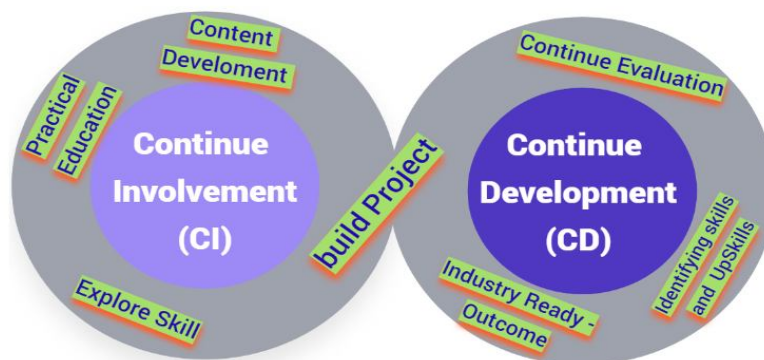 Content
Develoment
Practical
Education
Continue
Involvement
(CI)
Explore Skill
build Project
Continue Evaluation
Continue
Development
(CD)
Identifying skills
and UpSkills
Industry Ready -
Outcome